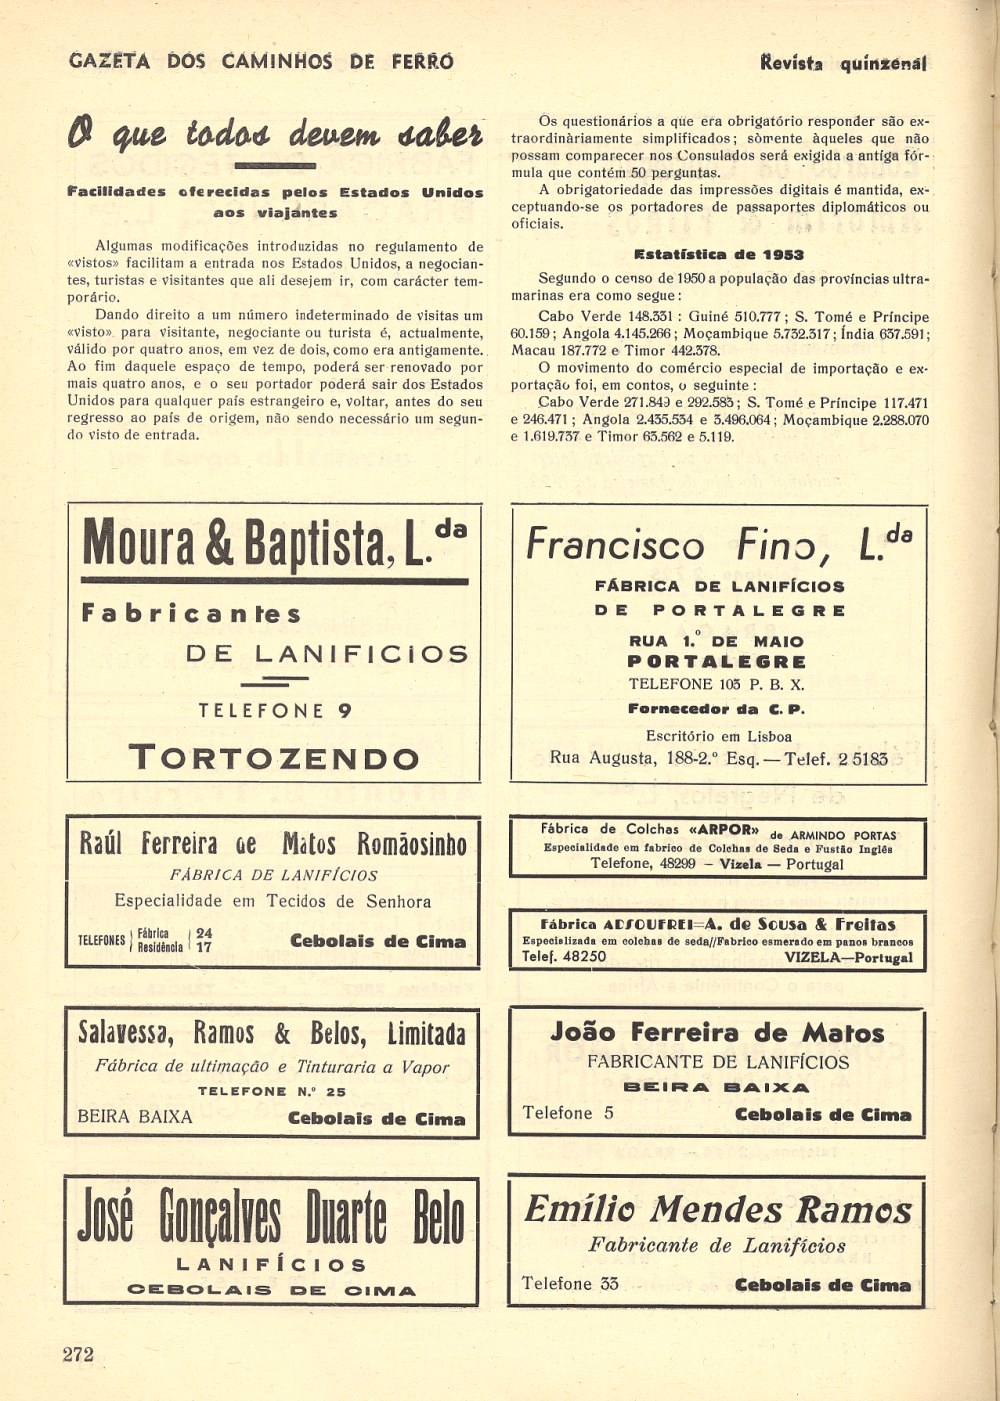 GAZETA DOS CAMINHOS DE FERRO
Revista quinzenal
O que todos devem saber
Facilidades oferecidas pelos Estados Unidos
aos viajantes
Algumas modificações introduzidas no regulamento de
«vistos» facilitam a entrada nos Estados Unidos, a negocian-
tes, turistas e visitantes que ali desejem ir, com carácter tem-
porário.
Dando direito a um número indeterminado de visitas um
«visto» para visitante, negociante ou turista é, actualmente,
válido por quatro anos, em vez de dois, como era antigamente.
Ao fim daquele espaço de tempo, poderá ser renovado por
mais quatro anos, e o seu portador poderá sair dos Estados
Unidos para qualquer país estrangeiro e, voltar, antes do seu
regresso ao país de origem, não sendo necessário um segun-
do visto de entrada.
Os questionários a que era obrigatório responder são ex-
traordinàriamente simplificados; sòmente àqueles que não
possam comparecer nos Consulados será exigida a antiga fór-
mula que contém 50 perguntas.
A obrigatoriedade das impressões digitais é mantida, ex-
ceptuando-se os portadores de passaportes diplomáticos ou
oficiais.
Estatística de 1953
Segundo o censo de 1950 a população das províncias ultra-
marinas era como segue:
Cabo Verde 148.331 : Guiné 510.777; S. Tomé e Príncipe
60.159; Angola 4.145.266; Moçambique 5.732.317; Índia 637.591;
Macau 187.772 e Timor 442.378.
O movimento do comércio especial de importação e ex-
portação foi, em contos, o seguinte:
Cabo Verde 271.849 e 292.583; S. Tomé e Príncipe 117.471
e 246.471; Angola 2.435.534 e 3.496.064; Moçambique 2.288.070
e 1.619.737 e Timor 63.562 e 5.119.
Moura & Baptista, L.da
Fabricantes
DE LANIFICIOS
TELEFONE 9
TORTOZENDO
Francisco Fino, L.da
FÁBRICA DE LANIFÍCIOS
DE PORTALEGRE
RUA 1.º DE MAIO
PORTALEGRE
TELEFONE 103 P. B. X.
Fornecedor da C. P.
Escritório em Lisboa
Rua Augusta, 188-2.º Esq. — Telef. 2 5183
Raúl Ferreira de Matos Romãosinho
FÁBRICA DE LANIFÍCIOS
Especialidade em Tecidos de Senhora
TELEFONES Fábrica 24
Residência 17
Cebolais de Cima
Fábrica de Colchas «ARPOR» de ARMINDO PORTAS
Especialidade em fabrico de Colchas de Seda e Fustão Inglês
Telefone, 48299 – Vizela — Portugal
Fábrica ADSOUFREI=A. de Sousa & Freitas
Especializada em colchas de seda//Fabrico esmerado em panos brancos
Telef. 48250 VIZELA—Portugal
Salavessa, Ramos & Belos, Limitada
Fábrica de ultimação e Tinturaria a Vapor
TELEFONE N.º 25
BEIRA BAIXA Cebolais de Cima
João Ferreira de Matos
FABRICANTE DE LANIFÍCIOS
BEIRA BAIXA
Telefone 5 Cebolais de Cima
José Gonçalves Duarte Belo
LANIFÍCIOS
CEBOLAIS DE CIMA
Emílio Mendes Ramos
Fabricante de Lanifícios
Telefone 33 Cebolais de Cima
272